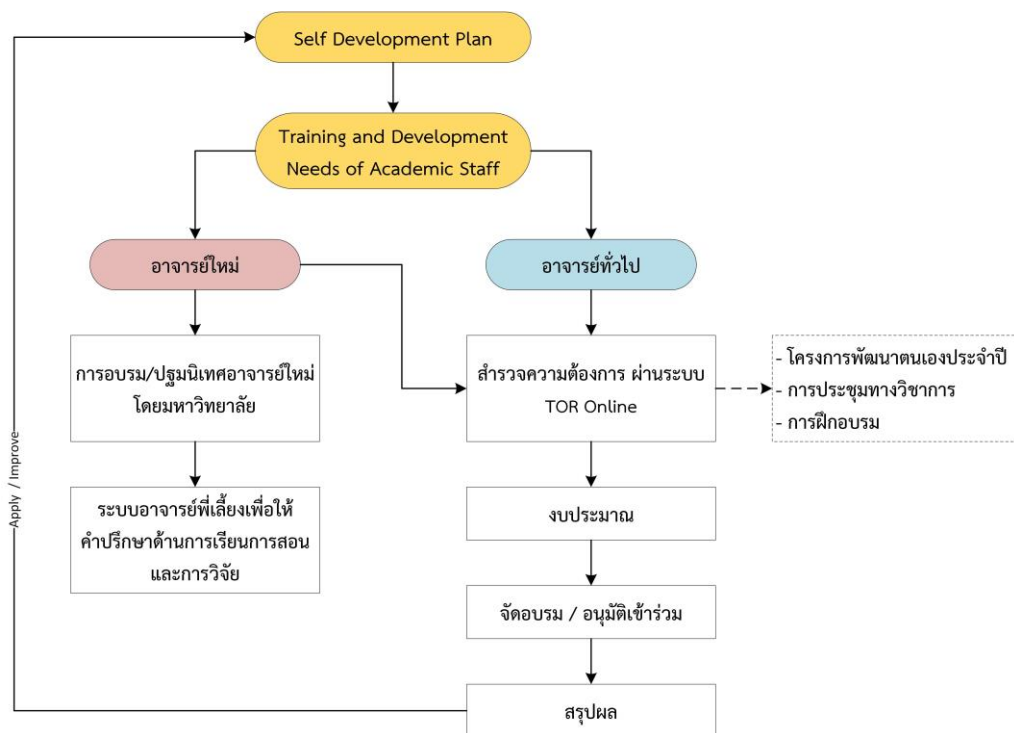 Self Development Plan
Training and Development
Needs of Academic Staff
อาจารย์ใหม่
อาจารย์ทั่วไป
การอบรม/ปฐมนิเทศอาจารย์ใหม่
โดยมหาวิทยาลัย
สำรวจความต้องการ ผ่านระบบ
TOR Online
- โครงการพัฒนาตนเองประจำปี
- การประชุมทางวิชาการ
- การฝึกอบรม
Apply / Improve
ระบบอาจารย์พี่เลี้ยงเพื่อให้
คำปรึกษาด้านการเรียนการสอน
และการวิจัย
งบประมาณ
จัดอบรม / อนุมัติเข้าร่วม
สรุปผล